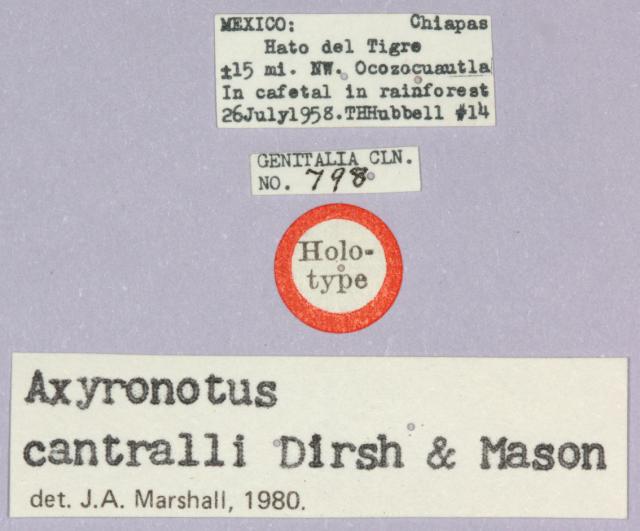 MEXICO: Chiapas
Hato del Tigre
±15 mi. NW. Ocozocuautla
In cafetal in rainforest
26July1958.THHubbell #14
GENITALIA CLN.
NO. 798
Holo-
type
Axyronotus
cantralli Dirsh & Mason
det. J.A. Marshall, 1980.